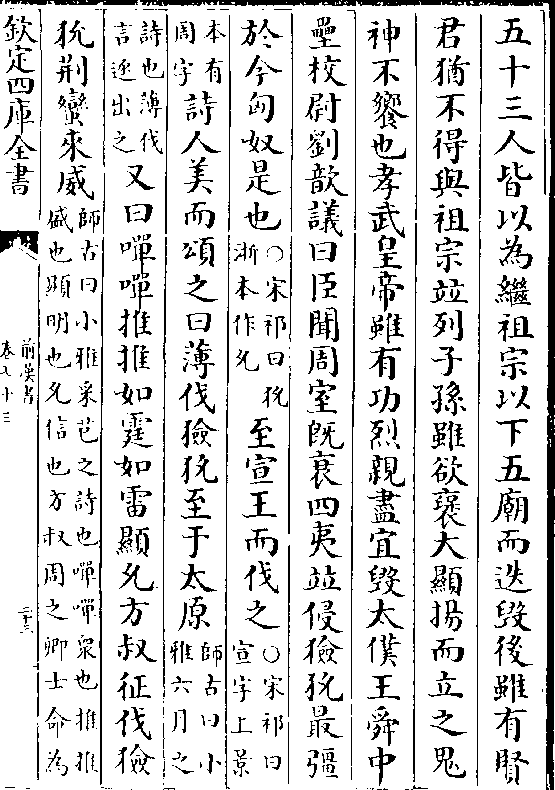 五十三人皆以為繼祖宗以下五廟而迭毀後雖有賢
君猶不得與祖宗竝列子孫雖欲褒大顯揚而立之鬼
神不饗也孝武皇帝雖有功烈親盡宜毀太僕王舜中
壘校尉劉歆議曰臣聞周室旣衰四夷竝侵獫狁最彊
於今匈奴是也
○宋祁曰狁
浙本作允
至宣王而伐之
○宋祁曰
宣字上景
本有
周字
詩人美而頌之曰薄伐獫狁至于太原
師古曰小
雅六月之
詩也薄伐
言逐出之
又曰嘽嘽推推如霆如雷顯允方叔征伐獫
狁荆蠻來威
師古曰小雅采芑之詩也嘽嘽衆也推推
盛也顯明也允信也方叔周之卿士命為
欽定四庫全書
前漢書
卷七十三
二十三